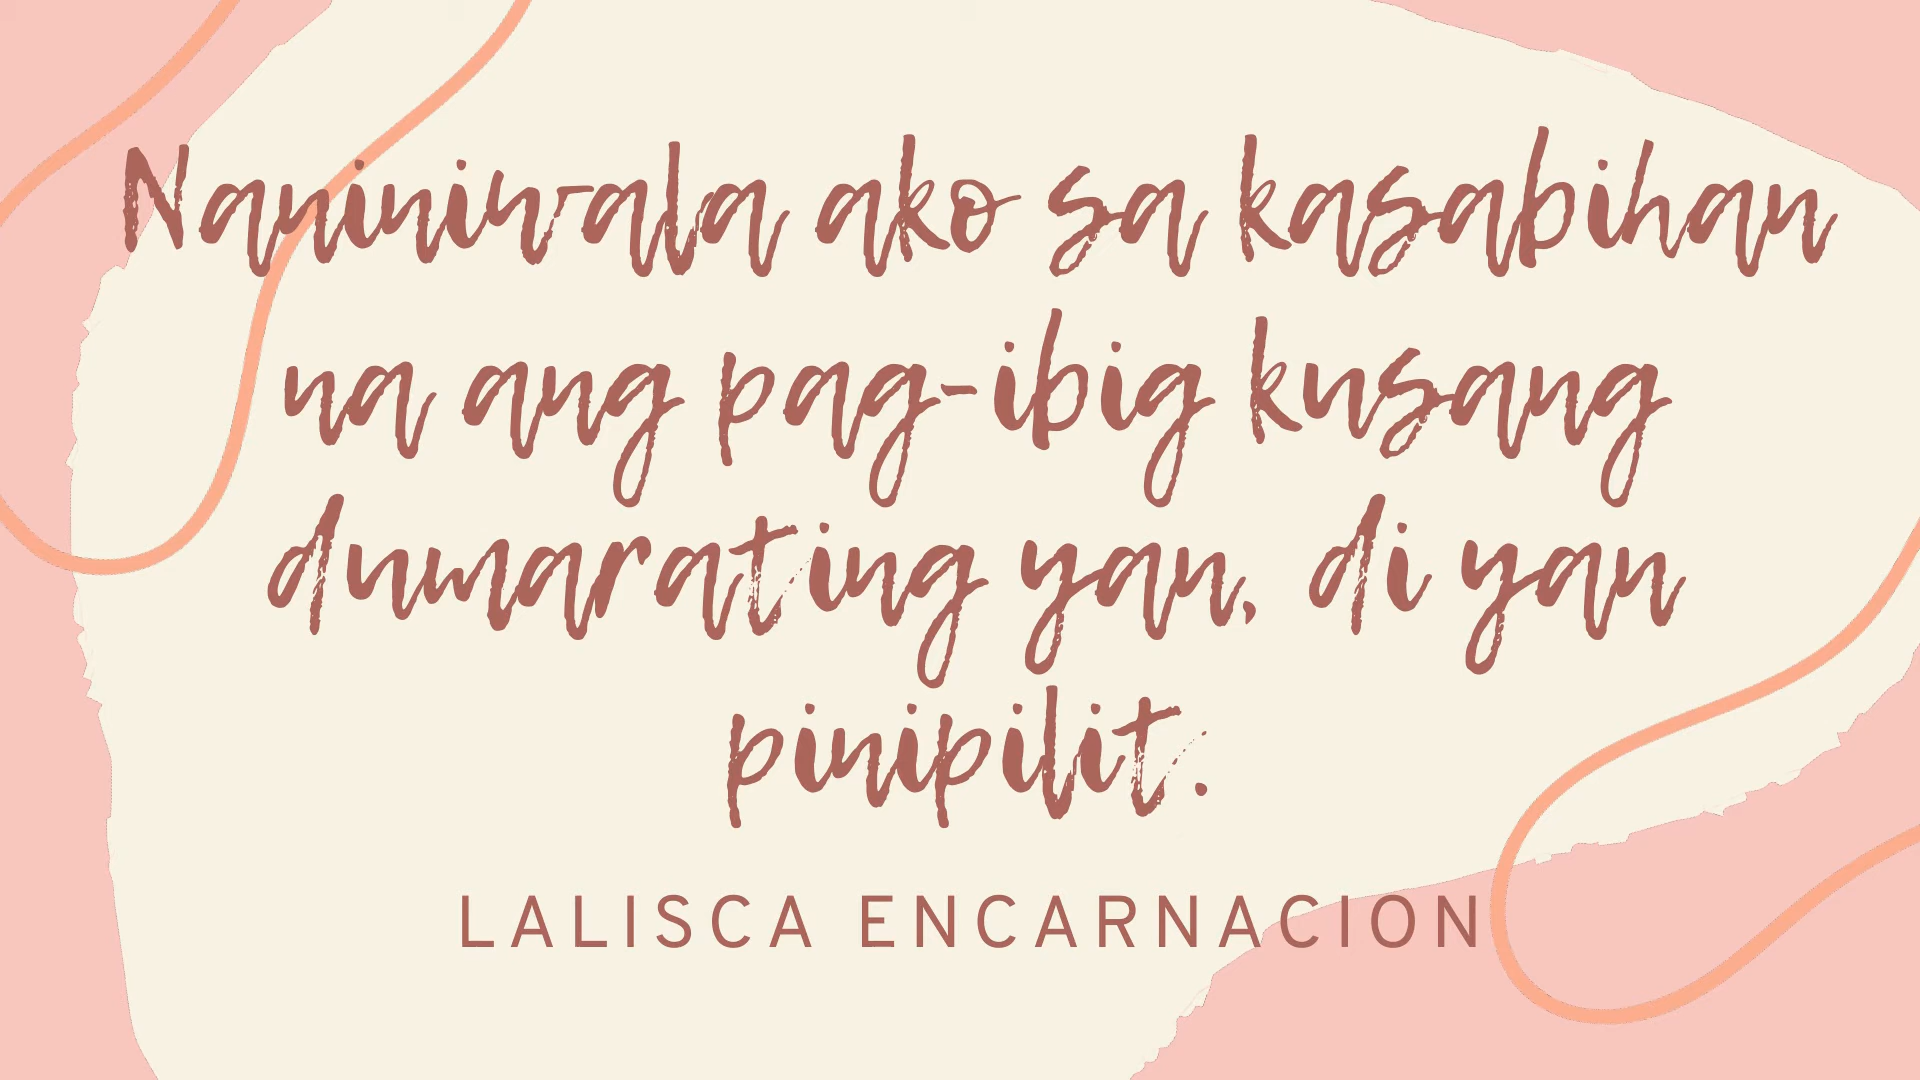 Naniniwala ako sa kasabihan
na ang pag-ibig kusang
dumarating yan, di yan
pinipilit.
LALISCA ENCARNACION